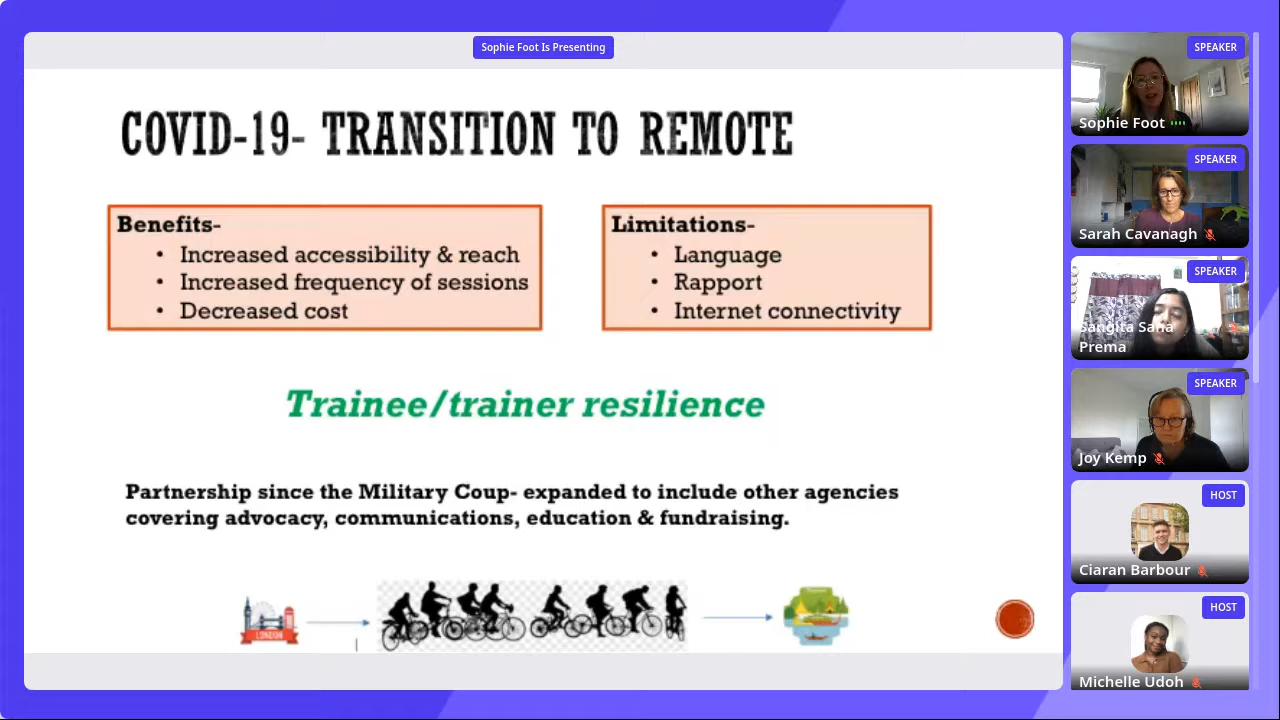 Sophie Foot Is Presenting
COVID-19- TRANSITION TO REMOTE
Benefits-
• Increased accessibility & reach
• Increased frequency of sessions
• Decreased cost
Limitations-
• Language
• Rapport
• Internet connectivity
Trainee/trainer resilience
Partnership since the Military Coup- expanded to include other agencies
covering advocacy, communications, education & fundraising.
LONDON
SPEAKER
Sophie Foot
SPEAKER
Sarah Cavanagh
SPEAKER
Sangita Saha
Prema
SPEAKER
Joy Kemp
HOST
Ciaran Barbour
HOST
Michelle Udoh